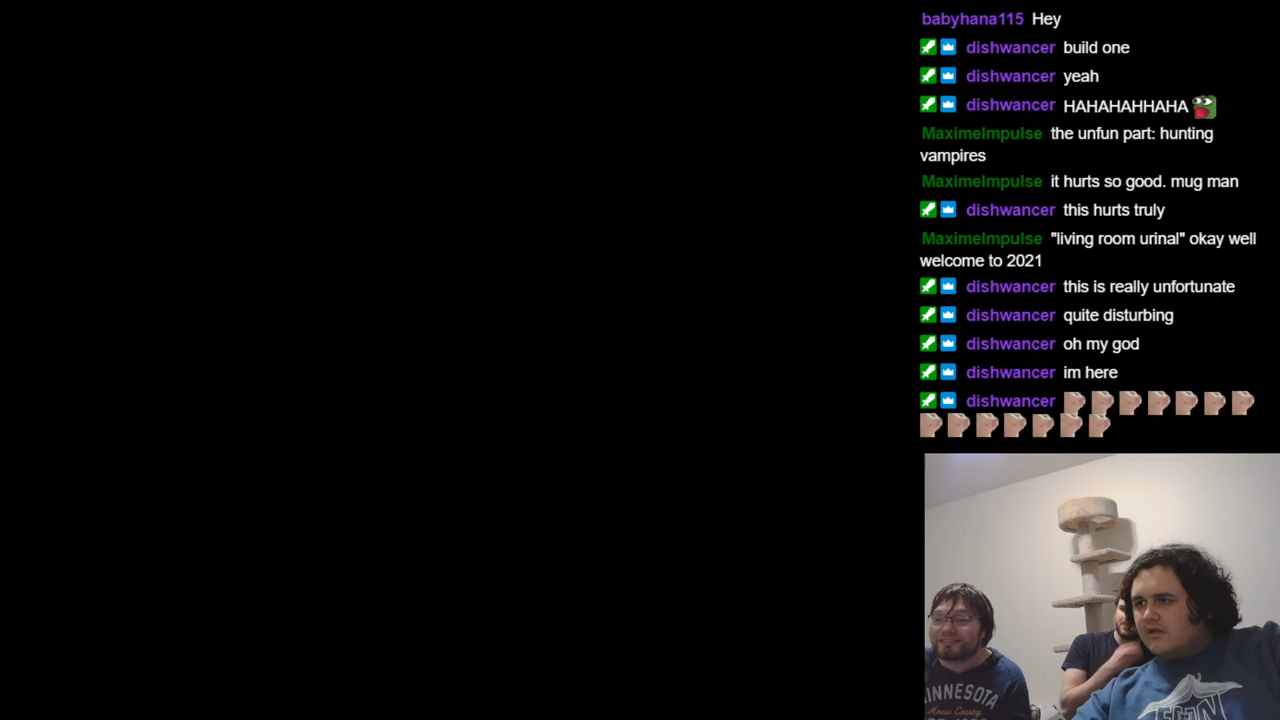 babyhana115 Hey
dishwancer build one
dishwancer yeah
dishwancer HAHAHAHHAHA
MaximeImpulse the unfun part: hunting
vampires
MaximeImpulse it hurts so good. mug man
dishwancer this hurts truly
MaximeImpulse "living room urinal" okay well
welcome to 2021
dishwancer this is really unfortunate
dishwancer quite disturbing
dishwancer oh my god
dishwancer im here
dishwancer
MINNESOTA
Moose Country